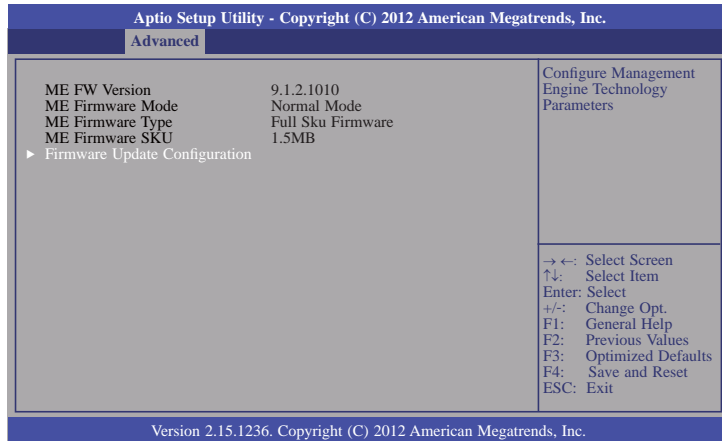 Aptio Setup Utility - Copyright (C) 2012 American Megatrends, Inc.
Advanced
ME FW Version 9.1.2.1010
ME Firmware Mode Normal Mode
ME Firmware Type Full Sku Firmware
ME Firmware SKU 1.5MB
▶ Firmware Update Configuration
Configure Management
Engine Technology
Parameters
→ ←: Select Screen
↑↓: Select Item
Enter: Select
+/-: Change Opt.
F1: General Help
F2: Previous Values
F3: Optimized Defaults
F4: Save and Reset
ESC: Exit
Version 2.15.1236. Copyright (C) 2012 American Megatrends, Inc.